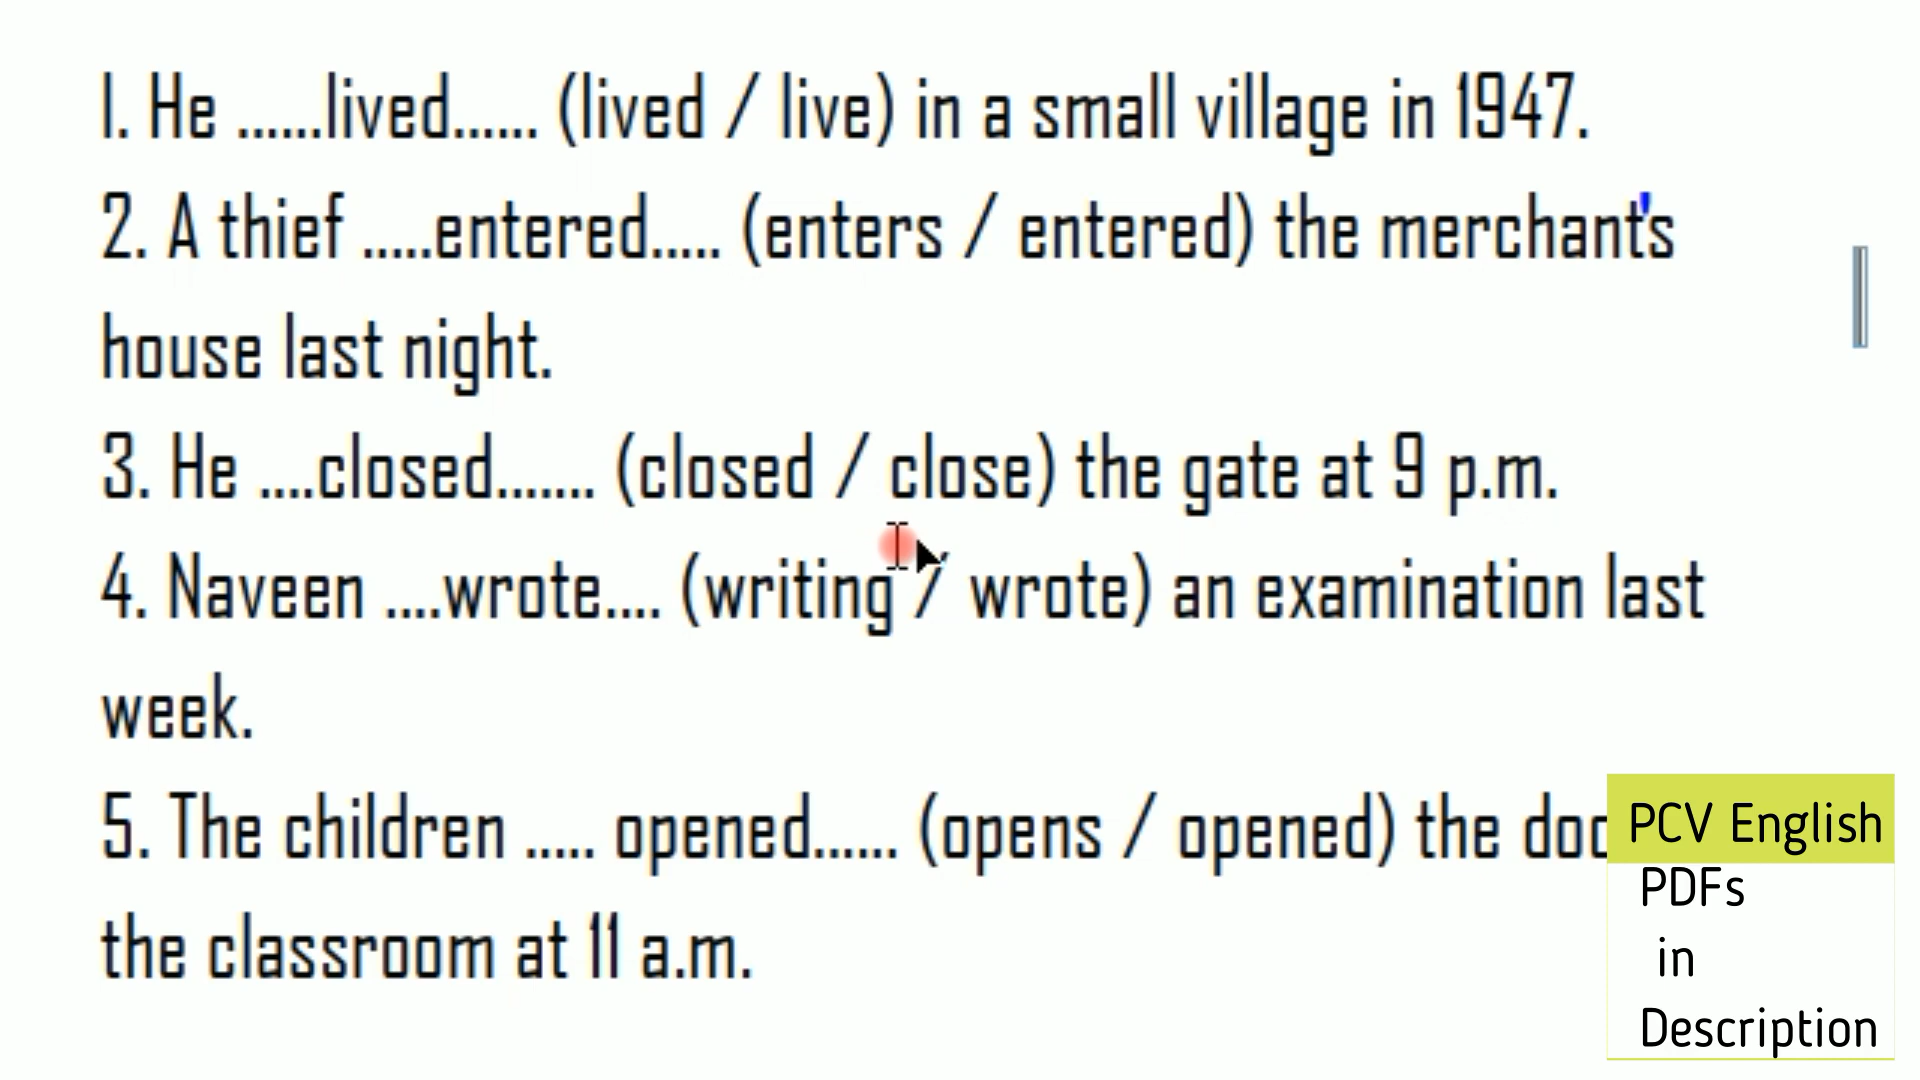 1. He ......lived...... (lived / live) in a small village in 1947.
2. A thief .....entered..... (enters / entered) the merchant's
house last night.
3. He ....closed....... (closed / close) the gate at 9 p.m.
4. Naveen ....wrote.... (writing / wrote) an examination last
week.
5. The children ..... opened...... (opens / opened) the
the classroom at 11 a.m.
PCV English
PDFs
in
Description